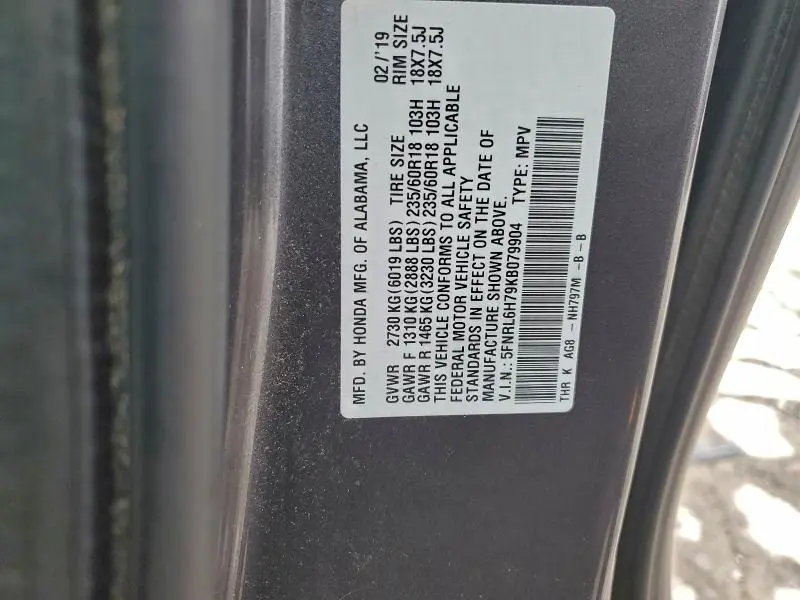 MFD. BY HONDA MFG. OF ALABAMA, LLC 02/'19
GVWR 2730 KG(6019 LBS) TIRE SIZE RIM SIZE
GAWR F 1310 KG(2888 LBS)235/60R18 103H 18X7.5J
GAWR R 1465 KG(3230 LBS)235/60R18 103H 18X7.5J
THIS VEHICLE CONFORMS TO ALL APPLICABLE
FEDERAL MOTOR VEHICLE SAFETY
STANDARDS IN EFFECT ON THE DATE OF
MANUFACTURE SHOWN ABOVE.
V.I.N.:5FNRL6H79KB079904 TYPE: MPV
THR K AG8 - NH797M -B-B